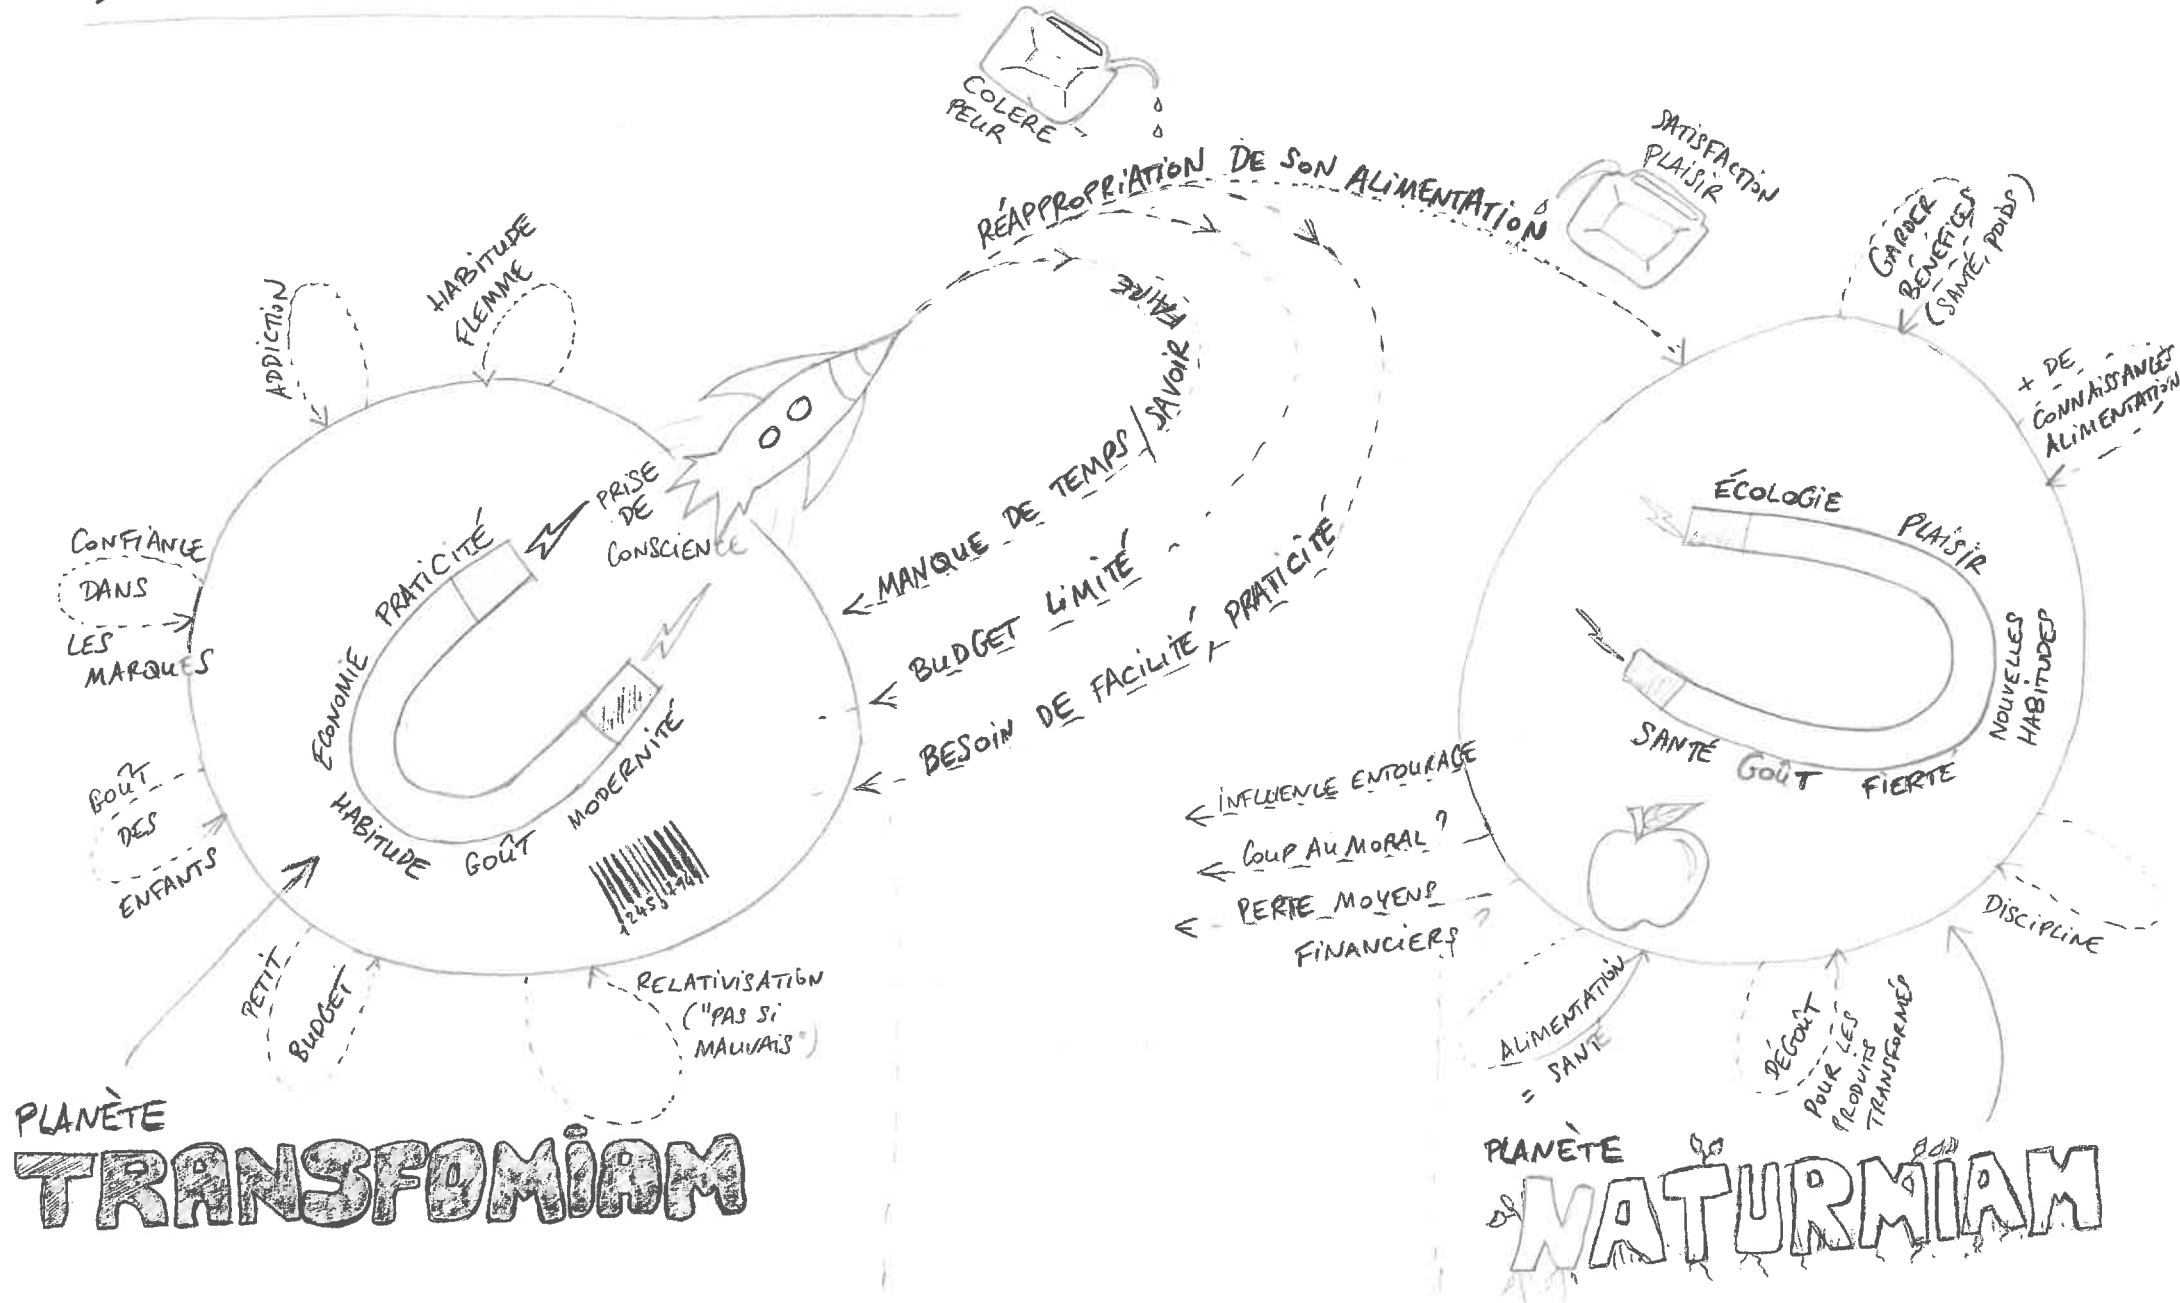 COLERE
PEUR
SATISFACTION
PLAISIR
RÉAPPROPRIATION DE SON ALIMENTATION
ADDICTION
HABITUDE
FLEMME
CONFIANCE
DANS
LES
MARQUES
GOÛT
DES
ENFANTS
PETIT
BUDGET
RELATIVISATION
("PAS SI
MAUVAIS")
PRATICITÉ
ECONOMIE
HABITUDE
GOÛT
MODERNITÉ
PRISE
DE
CONSCIENCE
MANQUE DE TEMPS/SAVOIR FAIRE
BUDGET LIMITÉ
BESOIN DE FACILITÉ, PRATICITÉ
INFLUENCE ENTOURAGE
COUP AU MORAL ?
PERTE MOYENS
FINANCIERS ?
GARDER
BÉNÉFICES
(SANTÉ, POIDS)
+ DE
CONNAISSANCES
ALIMENTATION
ÉCOLOGIE
PLAISIR
NOUVELLES
HABITUDES
FIERTE
GOÛT
SANTÉ
DISCIPLINE
ALIMENTATION
= SANTÉ
DÉGOÛT
POUR LES
PRODUITS
TRANSFORMÉS
PLANÈTE
TRANSFOMIAM
PLANÈTE
NATURMIAM